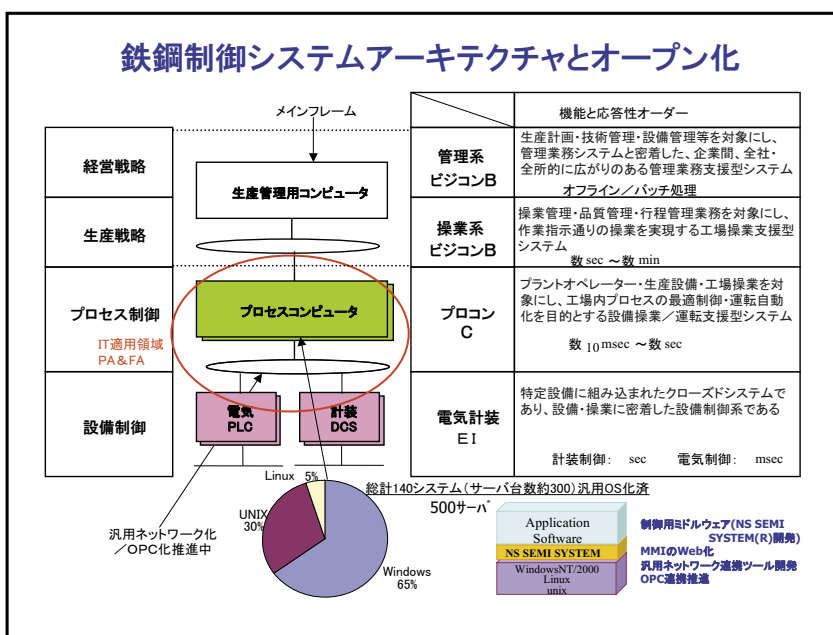 鉄鋼制御システムアーキテクチャとオープン化
メインフレーム
機能と応答性オーダー
経営戦略
生産管理用コンピュータ
管理系
ビジコンB
生産計画・技術管理・設備管理等を対象にし、
管理業務システムと密着した、企業間、全社・
全所的に広がりのある管理業務支援型システム
オフライン／バッチ処理
生産戦略
操業系
ビジコンB
操業管理・品質管理・行程管理業務を対象にし、
作業指示通りの操業を実現する工場操業支援型
システム
数 sec ～数 min
プロセス制御
IT適用領域
PA&FA
プロセスコンピュータ
プロコン
C
プラントオペレーター・生産設備・工場操業を対
象にし、工場内プロセスの最適制御・運転自動
化を目的とする設備操業／運転支援型システム
数 10 msec ～数 sec
設備制御
電気
PLC
計装
DCS
電気計装
EI
特定設備に組み込まれたクローズドシステムで
あり、設備・操業に密着した設備制御系である
計装制御： sec 電気制御： msec
汎用ネットワーク化
／OPC化推進中
総計140システム（サーバ台数約300）汎用OS化済
500サーバ
Linux 5%
UNIX
30%
Windows
65%
Application
Software
NS SEMI SYSTEM
WindowsNT/2000
Linux
unix
制御用ミドルウェア(NS SEMI
SYSTEM(R)開発)
MMIのWeb化
汎用ネットワーク連携ツール開発
OPC連携推進